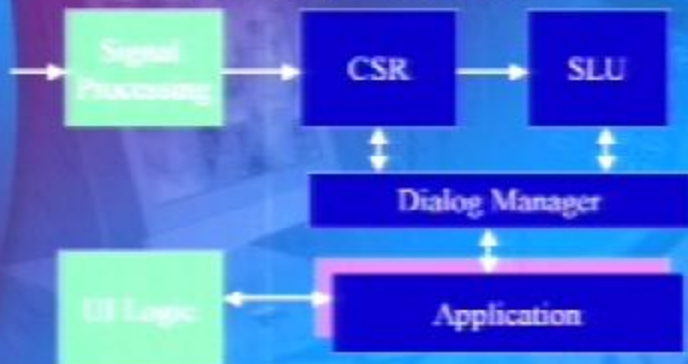 Signal
Processing
CSR
SLU
Dialog Manager
UI Logic
Application